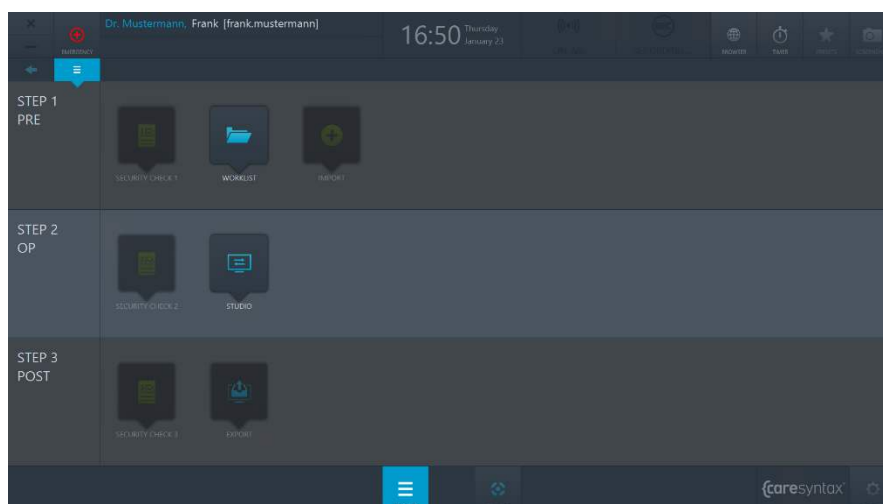 EMERGENCY
Dr. Mustermann, Frank [frank.mustermann]
16:50 Thursday
January 23
BROWSER
TIMER
STEP 1
PRE
SECURITY CHECK 1
WORKLIST
IMPORT
STEP 2
OP
SECURITY CHECK 2
STUDIO
STEP 3
POST
SECURITY CHECK 3
EXPORT
{caresyntax